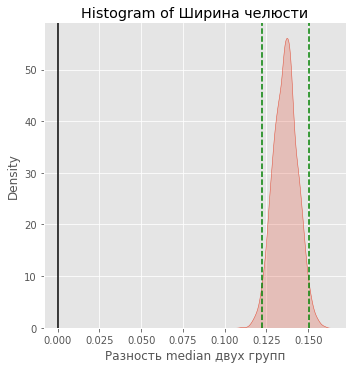 Histogram of Ширина челюсти
Density
50
40
30
20
10
0
0.000 0.025 0.050 0.075 0.100 0.125 0.150
Разность median двух групп